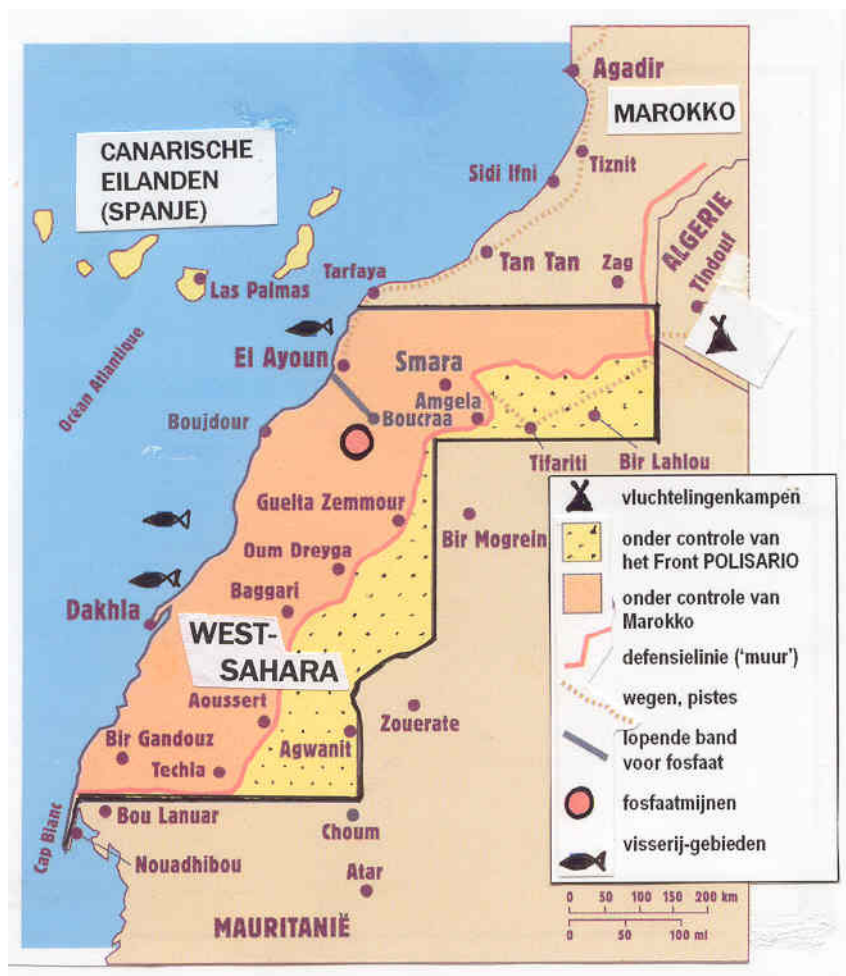 Agadir
MAROKKO
CANARISCHE
EILANDEN
(SPANJE)
Tiznit
Sidi Ifni
ALGERIE
Tindouf
Tan Tan
Zag
Tarfaya
Las Palmas
Océan Atlantique
El Ayoun
Smara
Amgela
Boucraa
Boujdour
Tifariti
Bir Lahlou
Guelta Zemmour
Bir Mogrein
Oum Dreyga
Baggari
Dakhla
WEST-
SAHARA
Aoussert
Zouerate
Bir Gandouz
Agwanit
Techla
Cap Blanc
Bou Lanuar
Choum
Nouadhibou
Atar
MAURITANIË
vluchtelingenkampen
onder controle van
het Front POLISARIO
onder controle van
Marokko
defensielinie (‘muur’)
wegen, pistes
lopende band
voor fosfaat
fosfaatmijnen
visserij-gebieden
0 50 100 150 200 km
0 50 100 ml